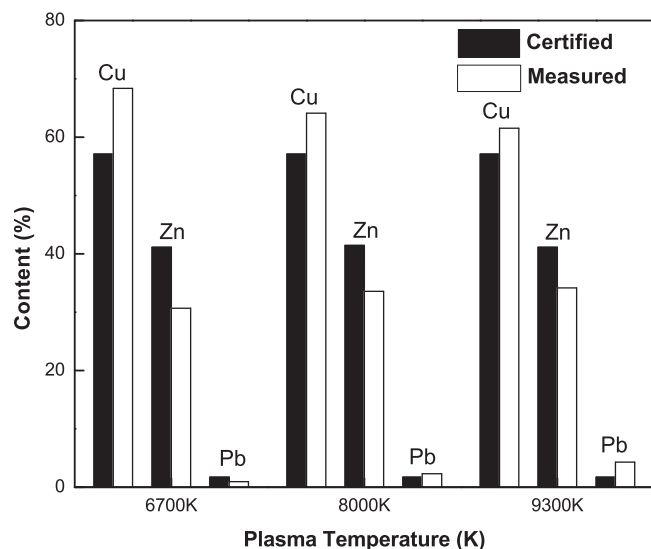 80
60
40
20
0
Content (%)
Certified
Measured
Cu
Zn
Pb
Cu
Zn
Pb
Cu
Zn
Pb
6700K
8000K
9300K
Plasma Temperature (K)